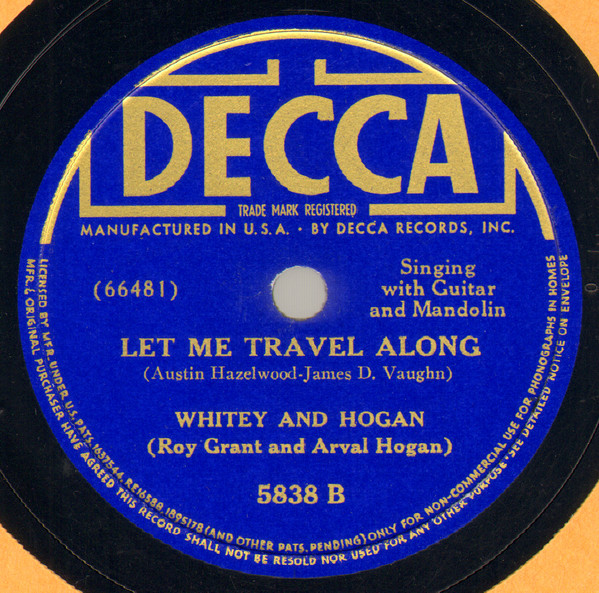 DECCA
TRADE MARK REGISTERED
MANUFACTURED IN U.S.A. · BY DECCA RECORDS, INC.
(66481)
Singing
with Guitar
and Mandolin
LET ME TRAVEL ALONG
(Austin Hazelwood-James D. Vaughn)
WHITEY AND HOGAN
(Roy Grant and Arval Hogan)
5838 B
LICENSED BY MFR. UNDER U.S. PATS. 1637544, RE16588, 1895178 (AND OTHER PATS. PENDING) ONLY FOR NON-COMMERCIAL USE FOR PHONOGRAPHS IN HOMES
MFR. & ORIGINAL PURCHASER HAVE AGREED THIS RECORD SHALL NOT BE RESOLD NOR USED FOR ANY OTHER PURPOSE · SEE DETAILED NOTICE ON ENVELOPE